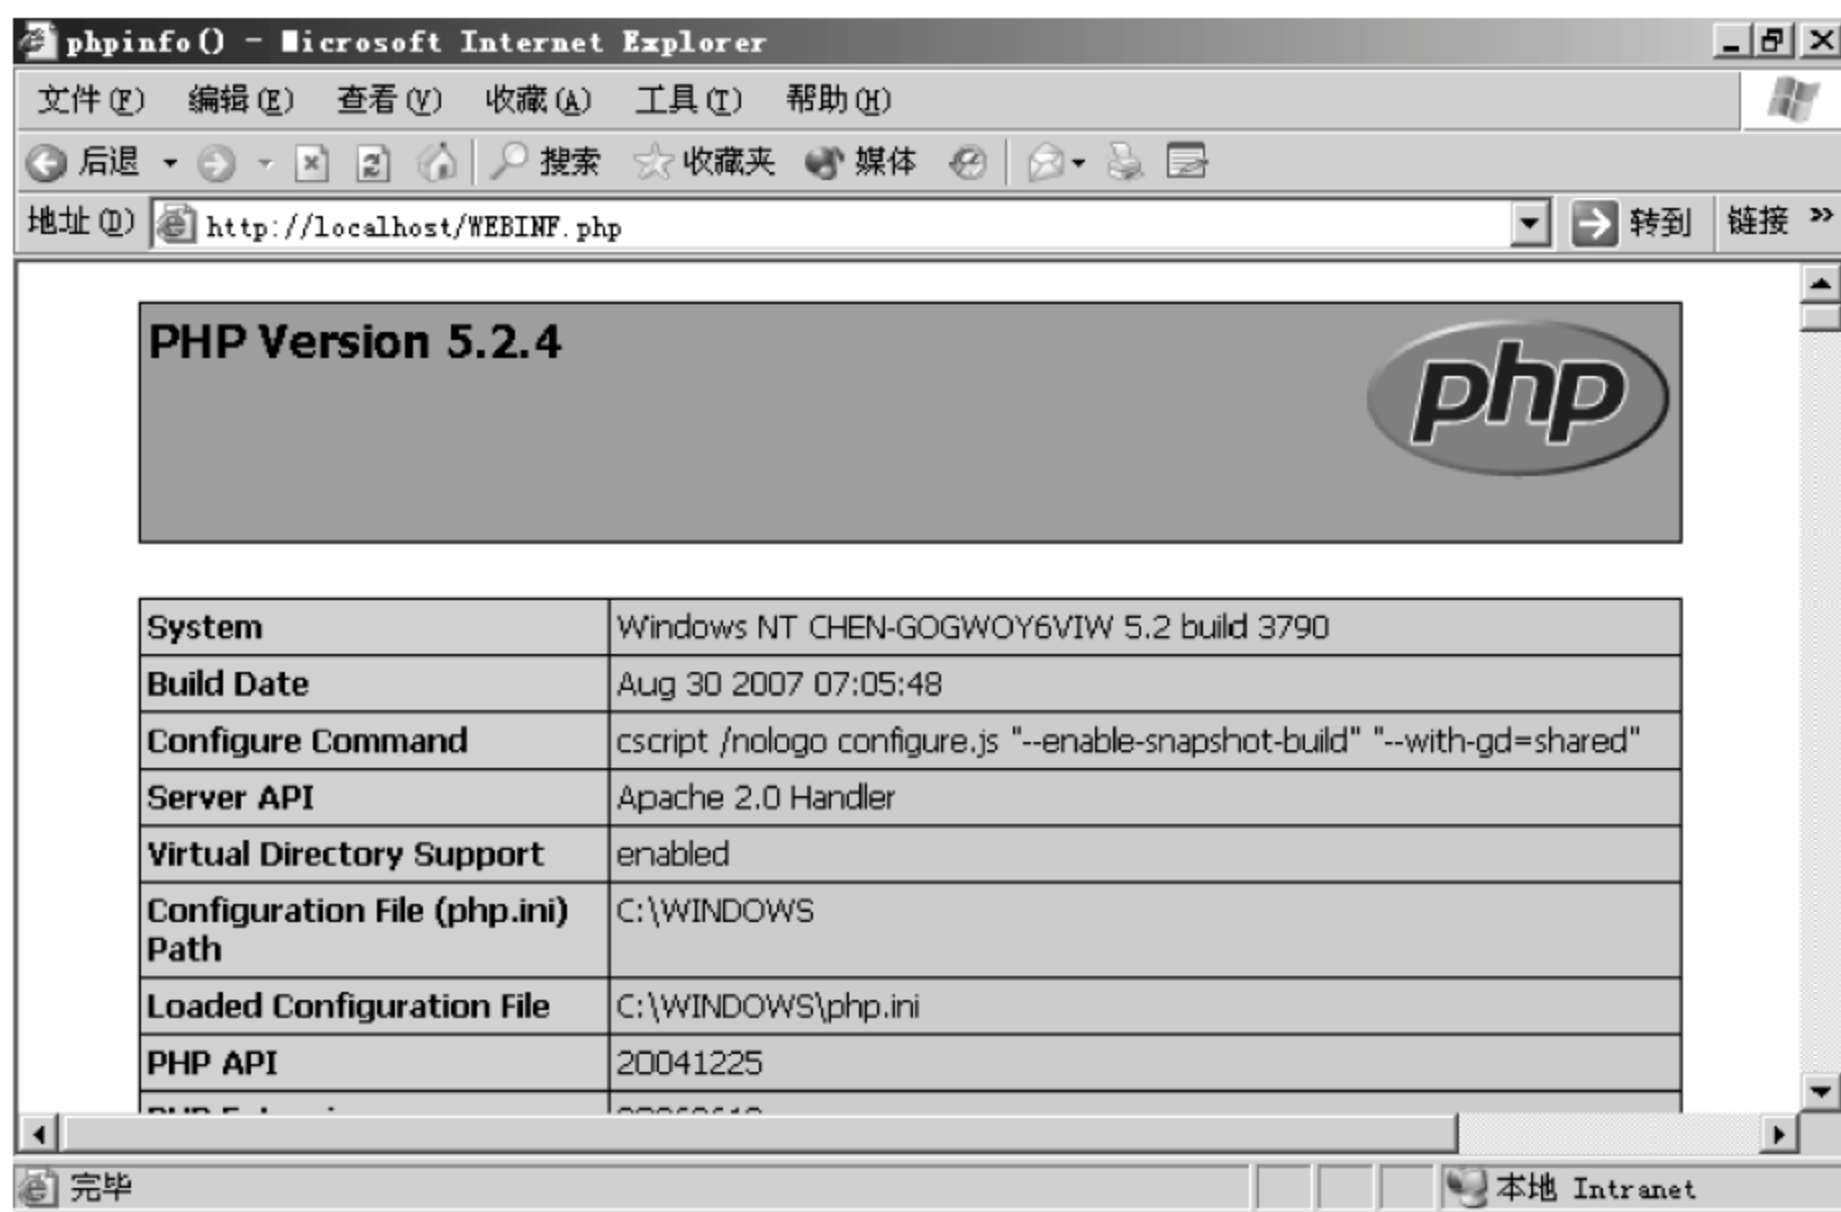 phpinfo() - Microsoft Internet Explorer
文件(F) 编辑(E) 查看(V) 收藏(A) 工具(T) 帮助(H)
后退 搜索 收藏夹 媒体
地址(D) http://localhost/WEBINF.php 转到 链接 »
PHP Version 5.2.4
php
System Windows NT CHEN-GOGWOY6VIW 5.2 build 3790
Build Date Aug 30 2007 07:05:48
Configure Command cscript /nologo configure.js "--enable-snapshot-build" "--with-gd=shared"
Server API Apache 2.0 Handler
Virtual Directory Support enabled
Configuration File (php.ini) C:\WINDOWS
Path
Loaded Configuration File C:\WINDOWS\php.ini
PHP API 20041225
完毕 本地 Intranet